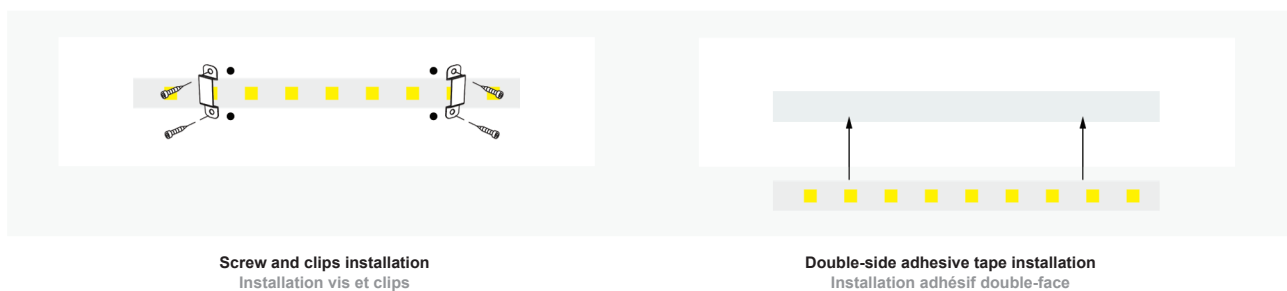 Screw and clips installation
Installation vis et clips
Double-side adhesive tape installation
Installation adhésif double-face